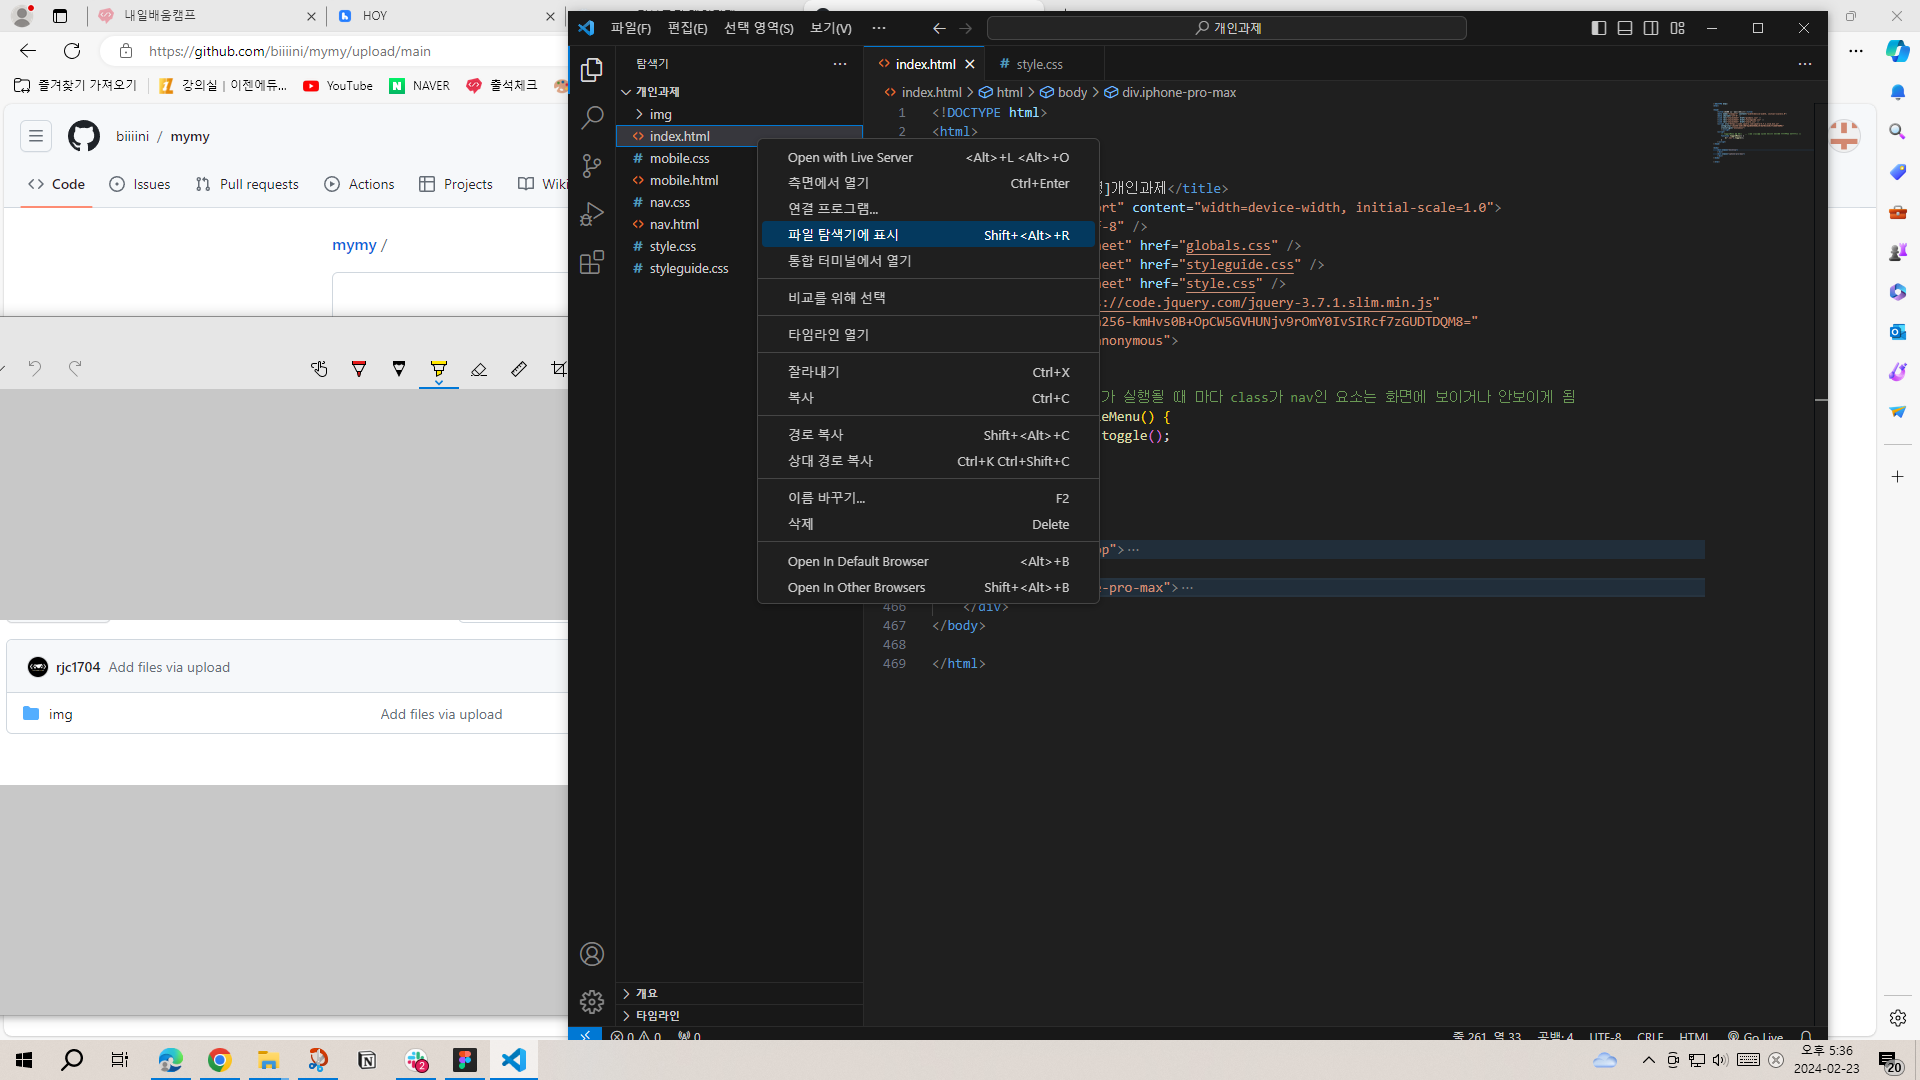 내일배움캠프
HOY
https://github.com/biiiini/mymy/upload/main
즐겨찾기 가져오기
강의실 | 이젠에듀...
YouTube
NAVER
출석체크
biiiini / mymy
Code
Issues
Pull requests
Actions
Projects
Wiki
mymy /
rjc1704 Add files via upload
img
Add files via upload
파일(F)
편집(E)
선택 영역(S)
보기(V)
개인과제
탐색기
개인과제
img
index.html
mobile.css
mobile.html
nav.css
nav.html
style.css
styleguide.css
개요
타임라인
index.html
style.css
index.html > html > body > div.iphone-pro-max
1 <!DOCTYPE html>
2 <html>
]개인과제</title>
ort" content="width=device-width, initial-scale=1.0">
f-8" />
eet" href="globals.css" />
eet" href="styleguide.css" />
eet" href="style.css" />
://code.jquery.com/jquery-3.7.1.slim.min.js"
a256-kmHvs0B+OpCW5GVHUNjv9rOmY0IvSIRcf7zGUDTDQM8="
anonymous">
가 실행될 때 마다 class가 nav인 요소는 화면에 보이거나 안보이게 됨
eMenu() {
toggle();
op">…
e-pro-max">…
466 </div>
467 </body>
468
469 </html>
Open with Live Server <Alt>+L <Alt>+O
측면에서 열기 Ctrl+Enter
연결 프로그램...
파일 탐색기에 표시 Shift+<Alt>+R
통합 터미널에서 열기
비교를 위해 선택
타임라인 열기
잘라내기 Ctrl+X
복사 Ctrl+C
경로 복사 Shift+<Alt>+C
상대 경로 복사 Ctrl+K Ctrl+Shift+C
이름 바꾸기... F2
삭제 Delete
Open In Default Browser <Alt>+B
Open In Other Browsers Shift+<Alt>+B
0 0 0
줄 261, 열 33 공백: 4 UTF-8 CRLF HTML Go Live
2
오후 5:36
2024-02-23
20